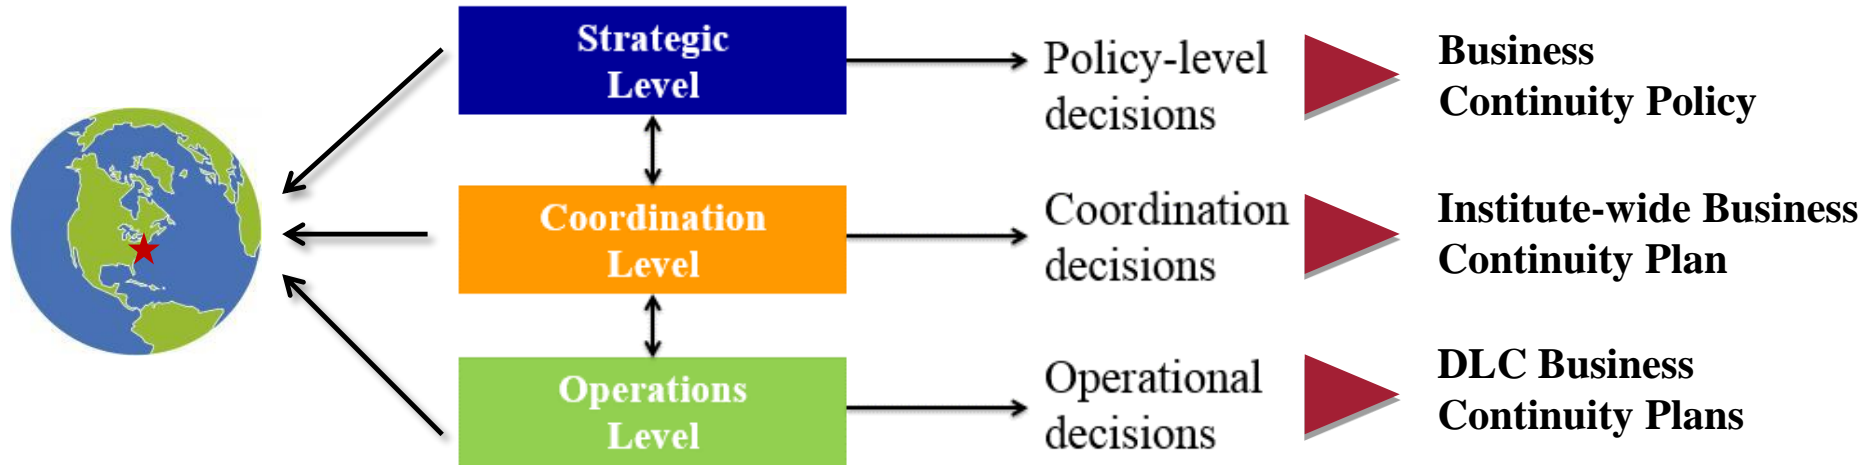 Strategic
Level
Policy-level
decisions
Business
Continuity Policy
Coordination
Level
Coordination
decisions
Institute-wide Business
Continuity Plan
Operations
Level
Operational
decisions
DLC Business
Continuity Plans